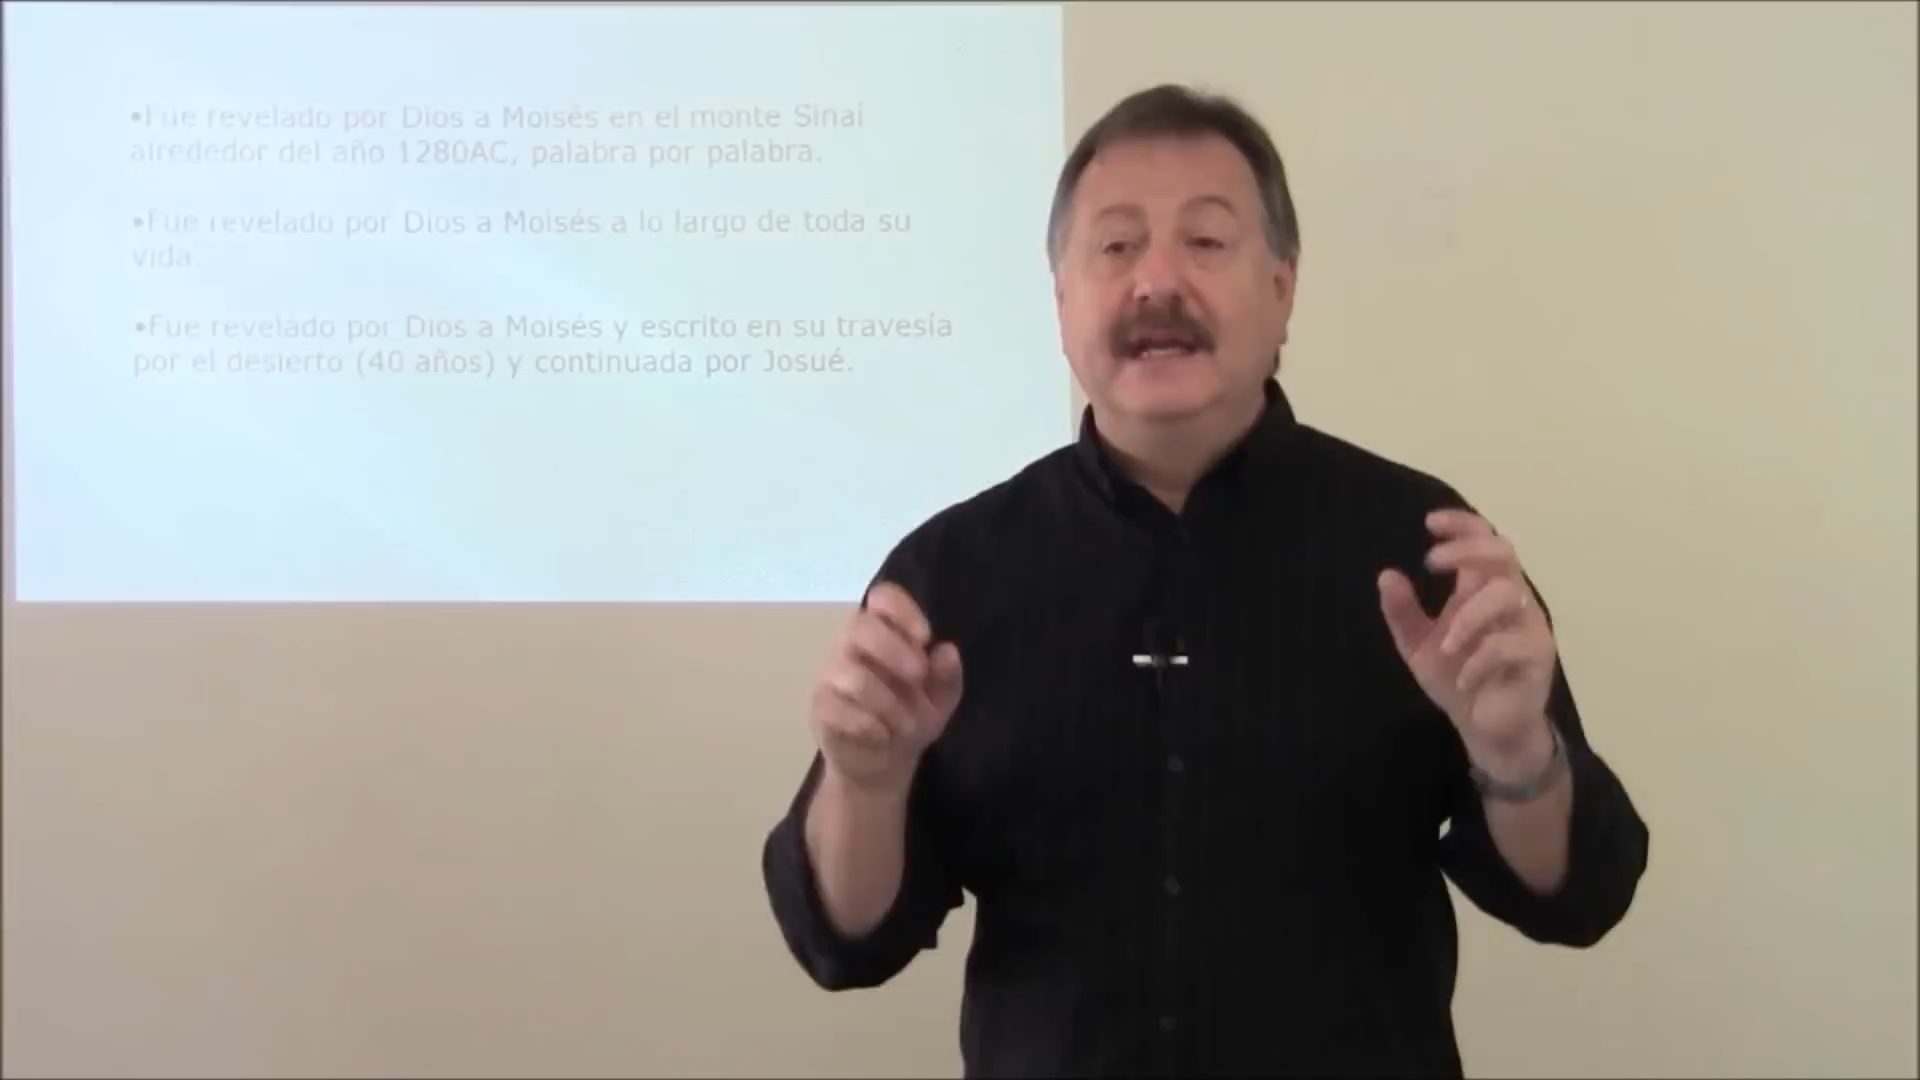 •Fue revelado por Dios a Moisés en el monte Sinaí
alrededor del año 1280AC, palabra por palabra.
•Fue revelado por Dios a Moisés a lo largo de toda su
vida.
•Fue revelado por Dios a Moisés y escrito en su travesía
por el desierto (40 años) y continuada por Josué.